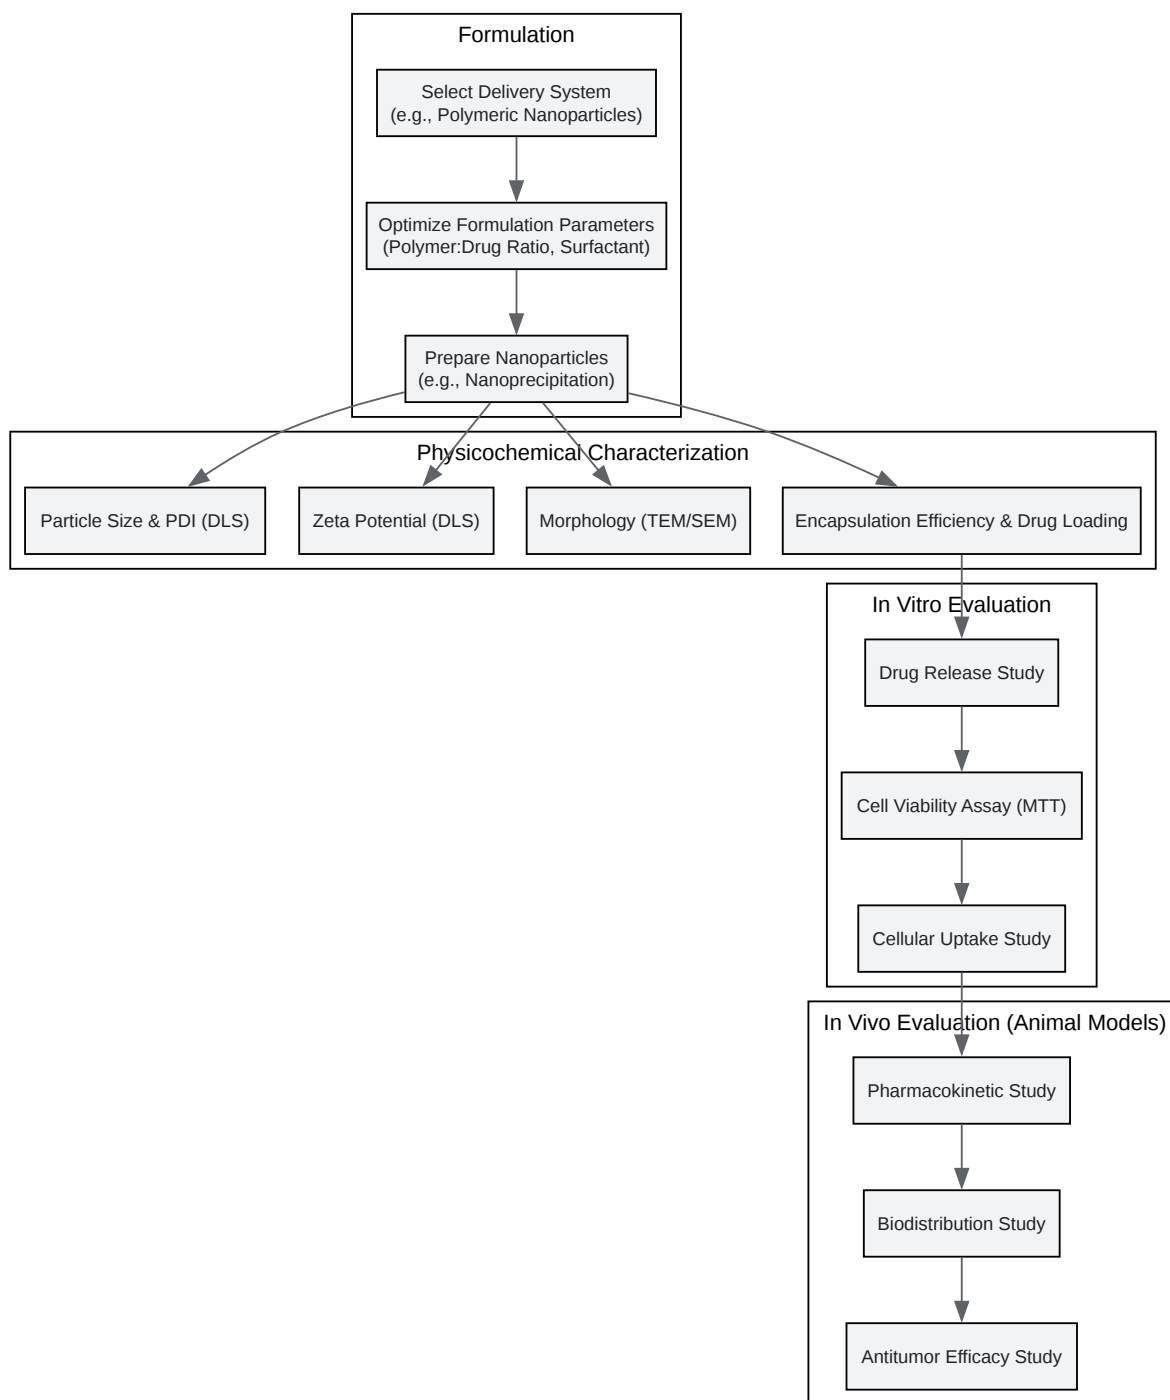 Formulation
Select Delivery System
(e.g., Polymeric Nanoparticles)
Optimize Formulation Parameters
(Polymer:Drug Ratio, Surfactant)
Prepare Nanoparticles
(e.g., Nanoprecipitation)
Physicochemical Characterization
Particle Size & PDI (DLS)
Zeta Potential (DLS)
Morphology (TEM/SEM)
Encapsulation Efficiency & Drug Loading
In Vitro Evaluation
Drug Release Study
Cell Viability Assay (MTT)
Cellular Uptake Study
In Vivo Evaluation (Animal Models)
Pharmacokinetic Study
Biodistribution Study
Antitumor Efficacy Study